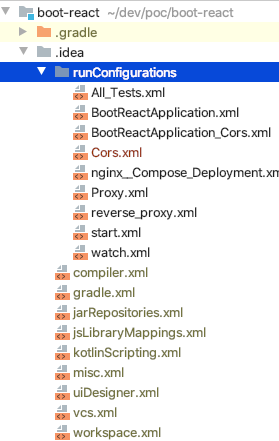 boot-react ~/dev/poc/boot-react
.gradle
.idea
runConfigurations
All_Tests.xml
BootReactApplication.xml
BootReactApplication_Cors.xml
Cors.xml
nginx__Compose_Deployment.xm
Proxy.xml
reverse_proxy.xml
start.xml
watch.xml
compiler.xml
gradle.xml
jarRepositories.xml
jsLibraryMappings.xml
kotlinScripting.xml
misc.xml
uiDesigner.xml
vcs.xml
workspace.xml